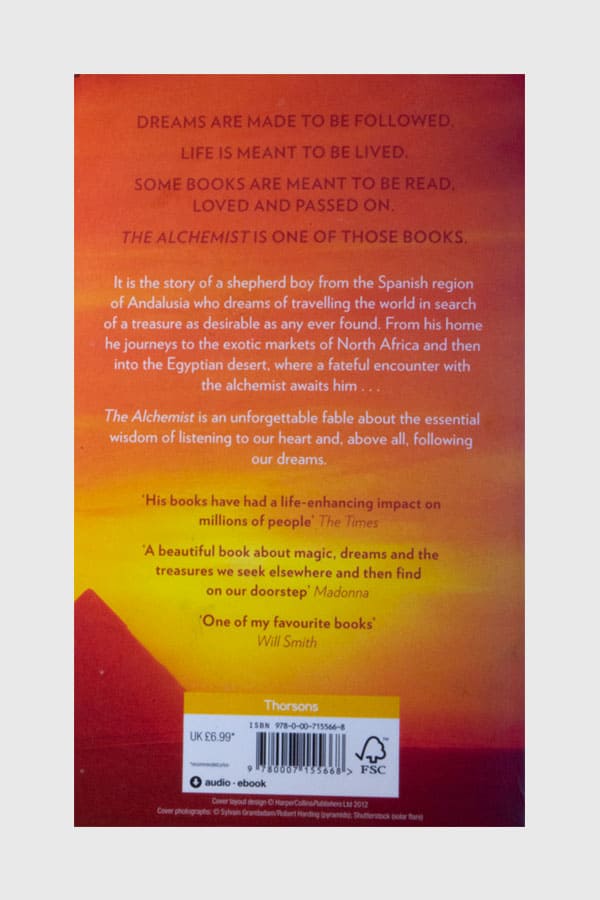 DREAMS ARE MADE TO BE FOLLOWED.
LIFE IS MEANT TO BE LIVED.
SOME BOOKS ARE MEANT TO BE READ,
LOVED AND PASSED ON.
THE ALCHEMIST IS ONE OF THOSE BOOKS.
It is the story of a shepherd boy from the Spanish region
of Andalusia who dreams of travelling the world in search
of a treasure as desirable as any ever found. From his home
he journeys to the exotic markets of North Africa and then
into the Egyptian desert, where a fateful encounter with
the alchemist awaits him . . .
The Alchemist is an unforgettable fable about the essential
wisdom of listening to our heart and, above all, following
our dreams.
'His books have had a life-enhancing impact on
millions of people' The Times
'A beautiful book about magic, dreams and the
treasures we seek elsewhere and then find
on our doorstep' Madonna
'One of my favourite books'
Will Smith
Thorsons
ISBN 978-0-00-715566-8
UK £6.99*
*recommended price
9 780007 155668 >
FSC™
audio · ebook
Cover layout design © HarperCollinsPublishers Ltd 2012
Cover photographs: © Sylvain Grandadam/Robert Harding (pyramids); Shutterstock (solar flare)